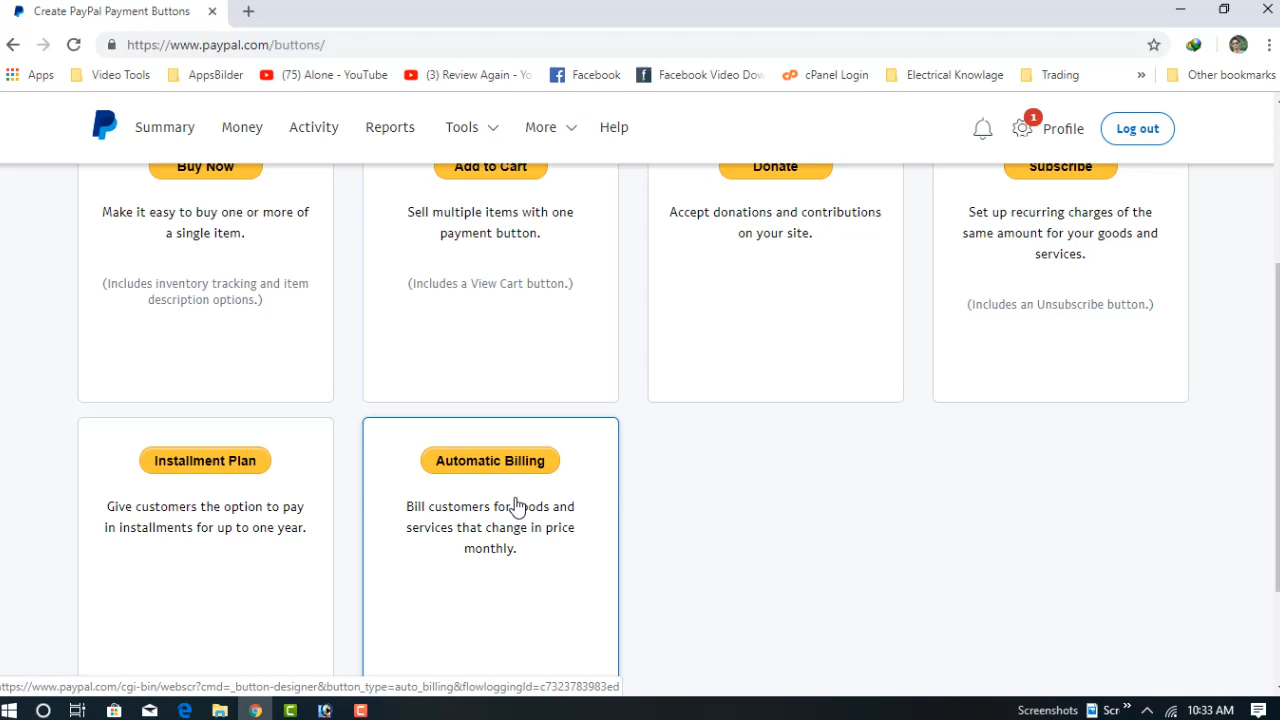 Create PayPal Payment Buttons
https://www.paypal.com/buttons/
Apps
Video Tools
AppsBilder
(75) Alone - YouTube
(3) Review Again - Yo
Facebook
Facebook Video Dow
cPanel Login
Electrical Knowlage
Trading
»
Other bookmarks
Summary
Money
Activity
Reports
Tools
More
Help
1
Profile
Log out
Buy Now
Make it easy to buy one or more of
a single item.
(Includes inventory tracking and item
description options.)
Add to Cart
Sell multiple items with one
payment button.
(Includes a View Cart button.)
Donate
Accept donations and contributions
on your site.
Subscribe
Set up recurring charges of the
same amount for your goods and
services.
(Includes an Unsubscribe button.)
Installment Plan
Give customers the option to pay
in installments for up to one year.
Automatic Billing
Bill customers for goods and
services that change in price
monthly.
https://www.paypal.com/cgi-bin/webscr?cmd=_button-designer&button_type=auto_billing&flowloggingId=c7323783983ed
Screenshots
Scr
»
10:33 AM